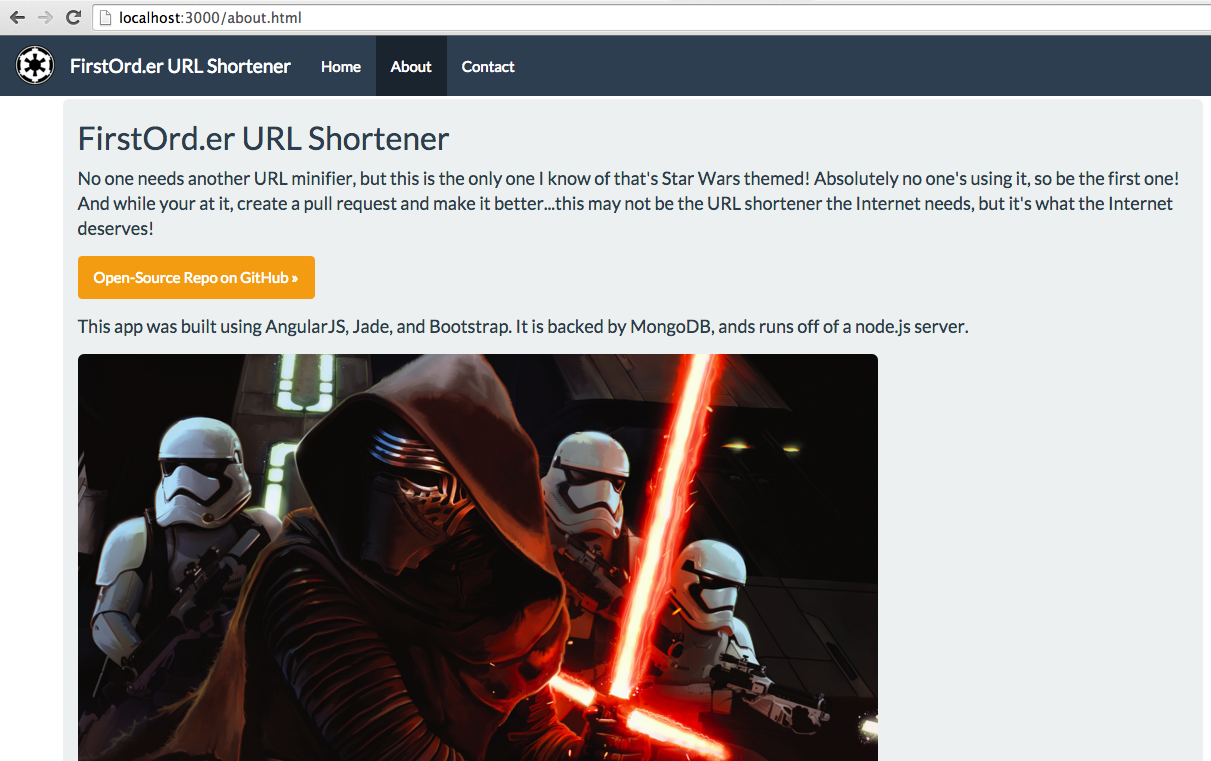 localhost:3000/about.html
FirstOrd.er URL Shortener Home About Contact
FirstOrd.er URL Shortener
No one needs another URL minifier, but this is the only one I know of that's Star Wars themed! Absolutely no one's using it, so be the first one!
And while your at it, create a pull request and make it better...this may not be the URL shortener the Internet needs, but it's what the Internet
deserves!
Open-Source Repo on GitHub »
This app was built using AngularJS, Jade, and Bootstrap. It is backed by MongoDB, ands runs off of a node.js server.